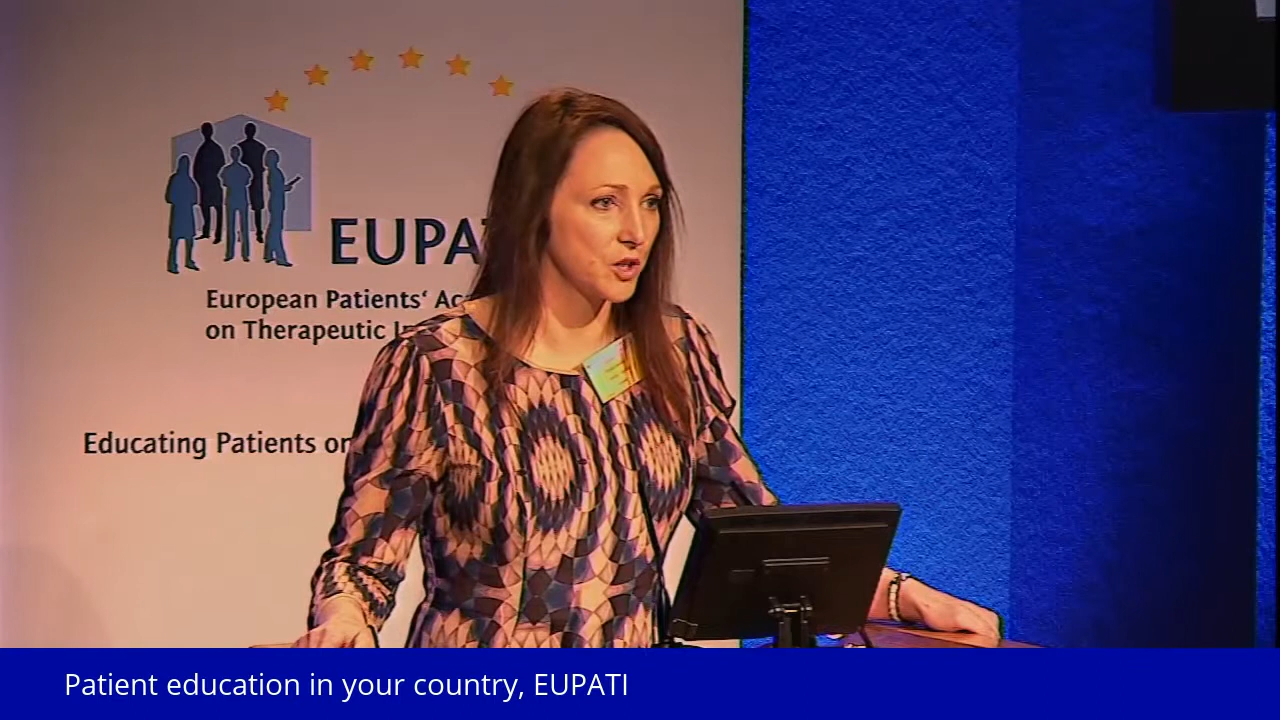 EUPA
European Patients‘ Ac
on Therapeutic I
Educating Patients on
Patient education in your country, EUPATI